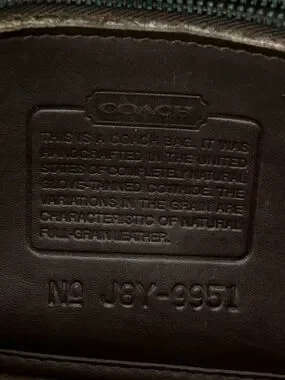 COACH
THIS IS A COACH BAG. IT WAS
HANDCRAFTED IN THE UNITED
STATES OF COMPLETELY NATURAL
GLOVE-TANNED COWHIDE. THE
VARIATIONS IN THE GRAIN ARE
CHARACTERISTIC OF NATURAL
FULL-GRAIN LEATHER.
No J6Y-9951